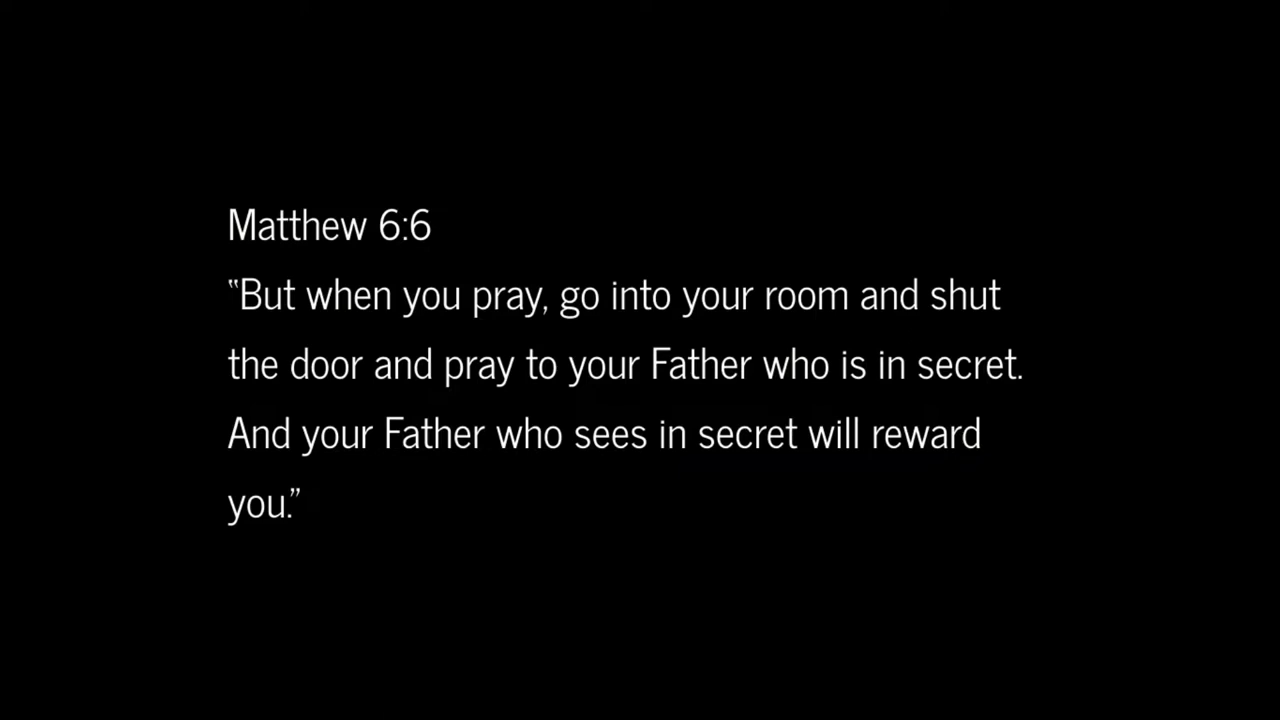 Matthew 6:6
“But when you pray, go into your room and shut
the door and pray to your Father who is in secret.
And your Father who sees in secret will reward
you.”